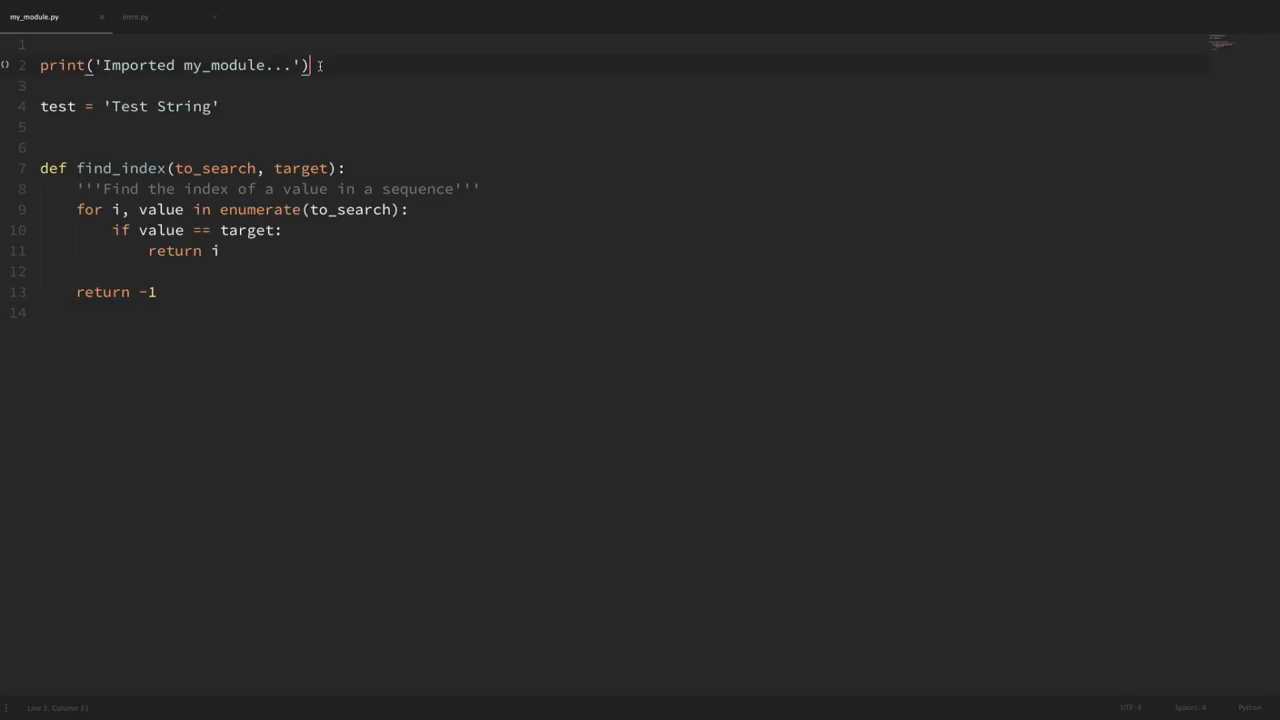 my_module.py × intro.py ×
1
() 2 print('Imported my_module...')
3
4 test = 'Test String'
5
6
7 def find_index(to_search, target):
8     '''Find the index of a value in a sequence'''
9     for i, value in enumerate(to_search):
10         if value == target:
11             return i
12
13     return -1
14
Line 2, Column 31 UTF-8 Spaces: 4 Python